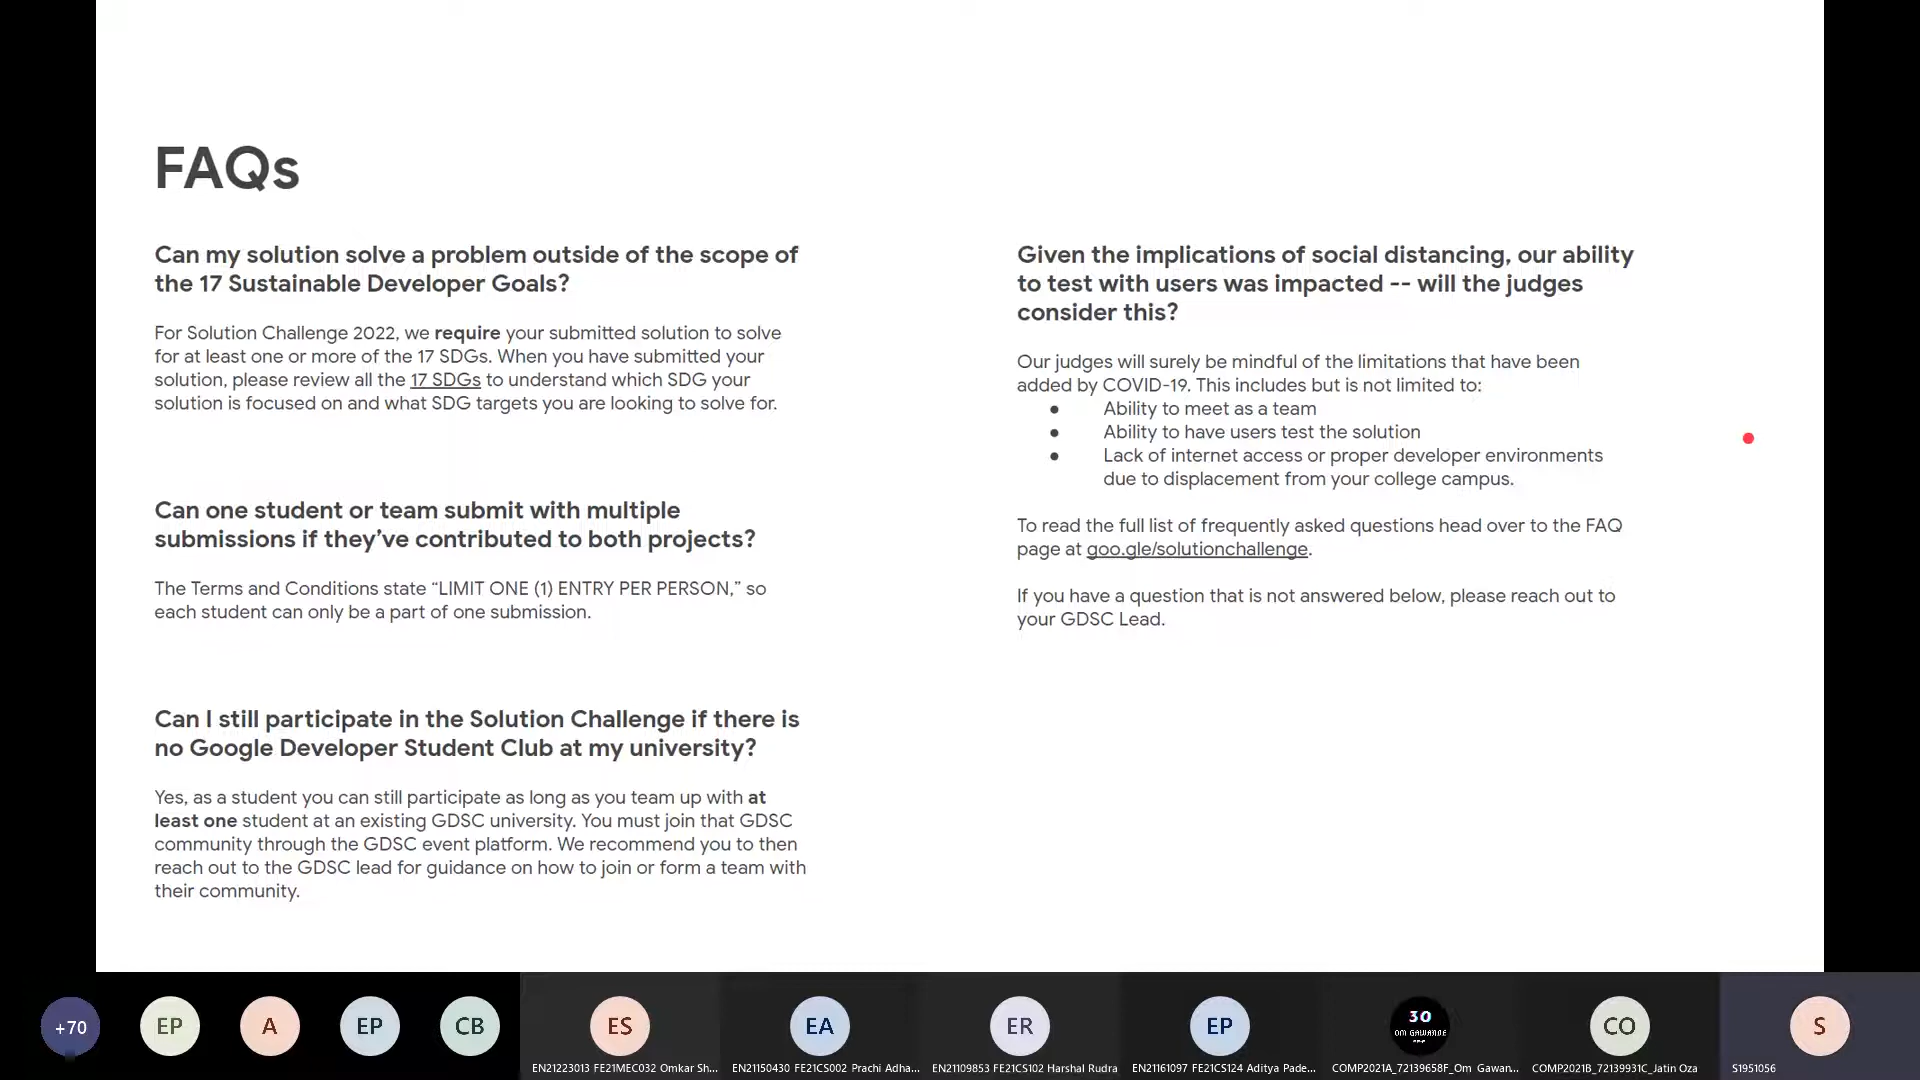 FAQs
Can my solution solve a problem outside of the scope of
the 17 Sustainable Developer Goals?
For Solution Challenge 2022, we require your submitted solution to solve
for at least one or more of the 17 SDGs. When you have submitted your
solution, please review all the 17 SDGs to understand which SDG your
solution is focused on and what SDG targets you are looking to solve for.
Can one student or team submit with multiple
submissions if they’ve contributed to both projects?
The Terms and Conditions state “LIMIT ONE (1) ENTRY PER PERSON,” so
each student can only be a part of one submission.
Can I still participate in the Solution Challenge if there is
no Google Developer Student Club at my university?
Yes, as a student you can still participate as long as you team up with at
least one student at an existing GDSC university. You must join that GDSC
community through the GDSC event platform. We recommend you to then
reach out to the GDSC lead for guidance on how to join or form a team with
their community.
Given the implications of social distancing, our ability
to test with users was impacted -- will the judges
consider this?
Our judges will surely be mindful of the limitations that have been
added by COVID-19. This includes but is not limited to:
● Ability to meet as a team
● Ability to have users test the solution
● Lack of internet access or proper developer environments
due to displacement from your college campus.
To read the full list of frequently asked questions head over to the FAQ
page at goo.gle/solutionchallenge.
If you have a question that is not answered below, please reach out to
your GDSC Lead.
+70
EP
A
EP
CB
ES
EN21223013 FE21MEC032 Omkar Sh...
EA
EN21150430 FE21CS002 Prachi Adha...
ER
EN21109853 FE21CS102 Harshal Rudra
EP
EN21161097 FE21CS124 Aditya Pade...
30
OM GAWANDE
COMP2021A_72139658F_Om Gawan...
CO
COMP2021B_72139931C_Jatin Oza
S
S1951056